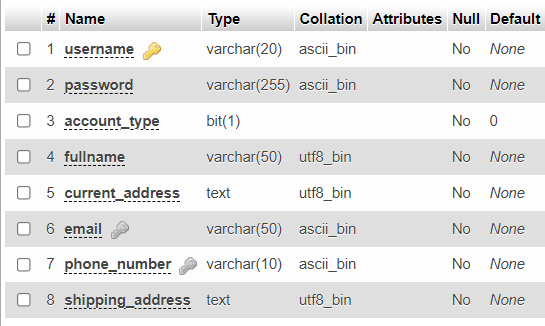 # Name Type Collation Attributes Null Default
1 username varchar(20) ascii_bin No None
2 password varchar(255) ascii_bin No None
3 account_type bit(1) No 0
4 fullname varchar(50) utf8_bin No None
5 current_address text utf8_bin No None
6 email varchar(50) ascii_bin No None
7 phone_number varchar(10) ascii_bin No None
8 shipping_address text utf8_bin No None